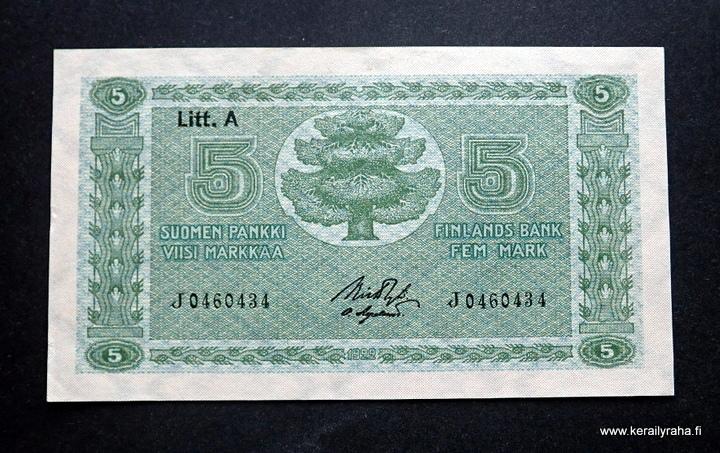 5 5
Litt. A
5 5
SUOMEN PANKKI FINLANDS BANK
VIISI MARKKAA FEM MARK
J0460434 J0460434
5 1922 5
www.kerailyraha.fi